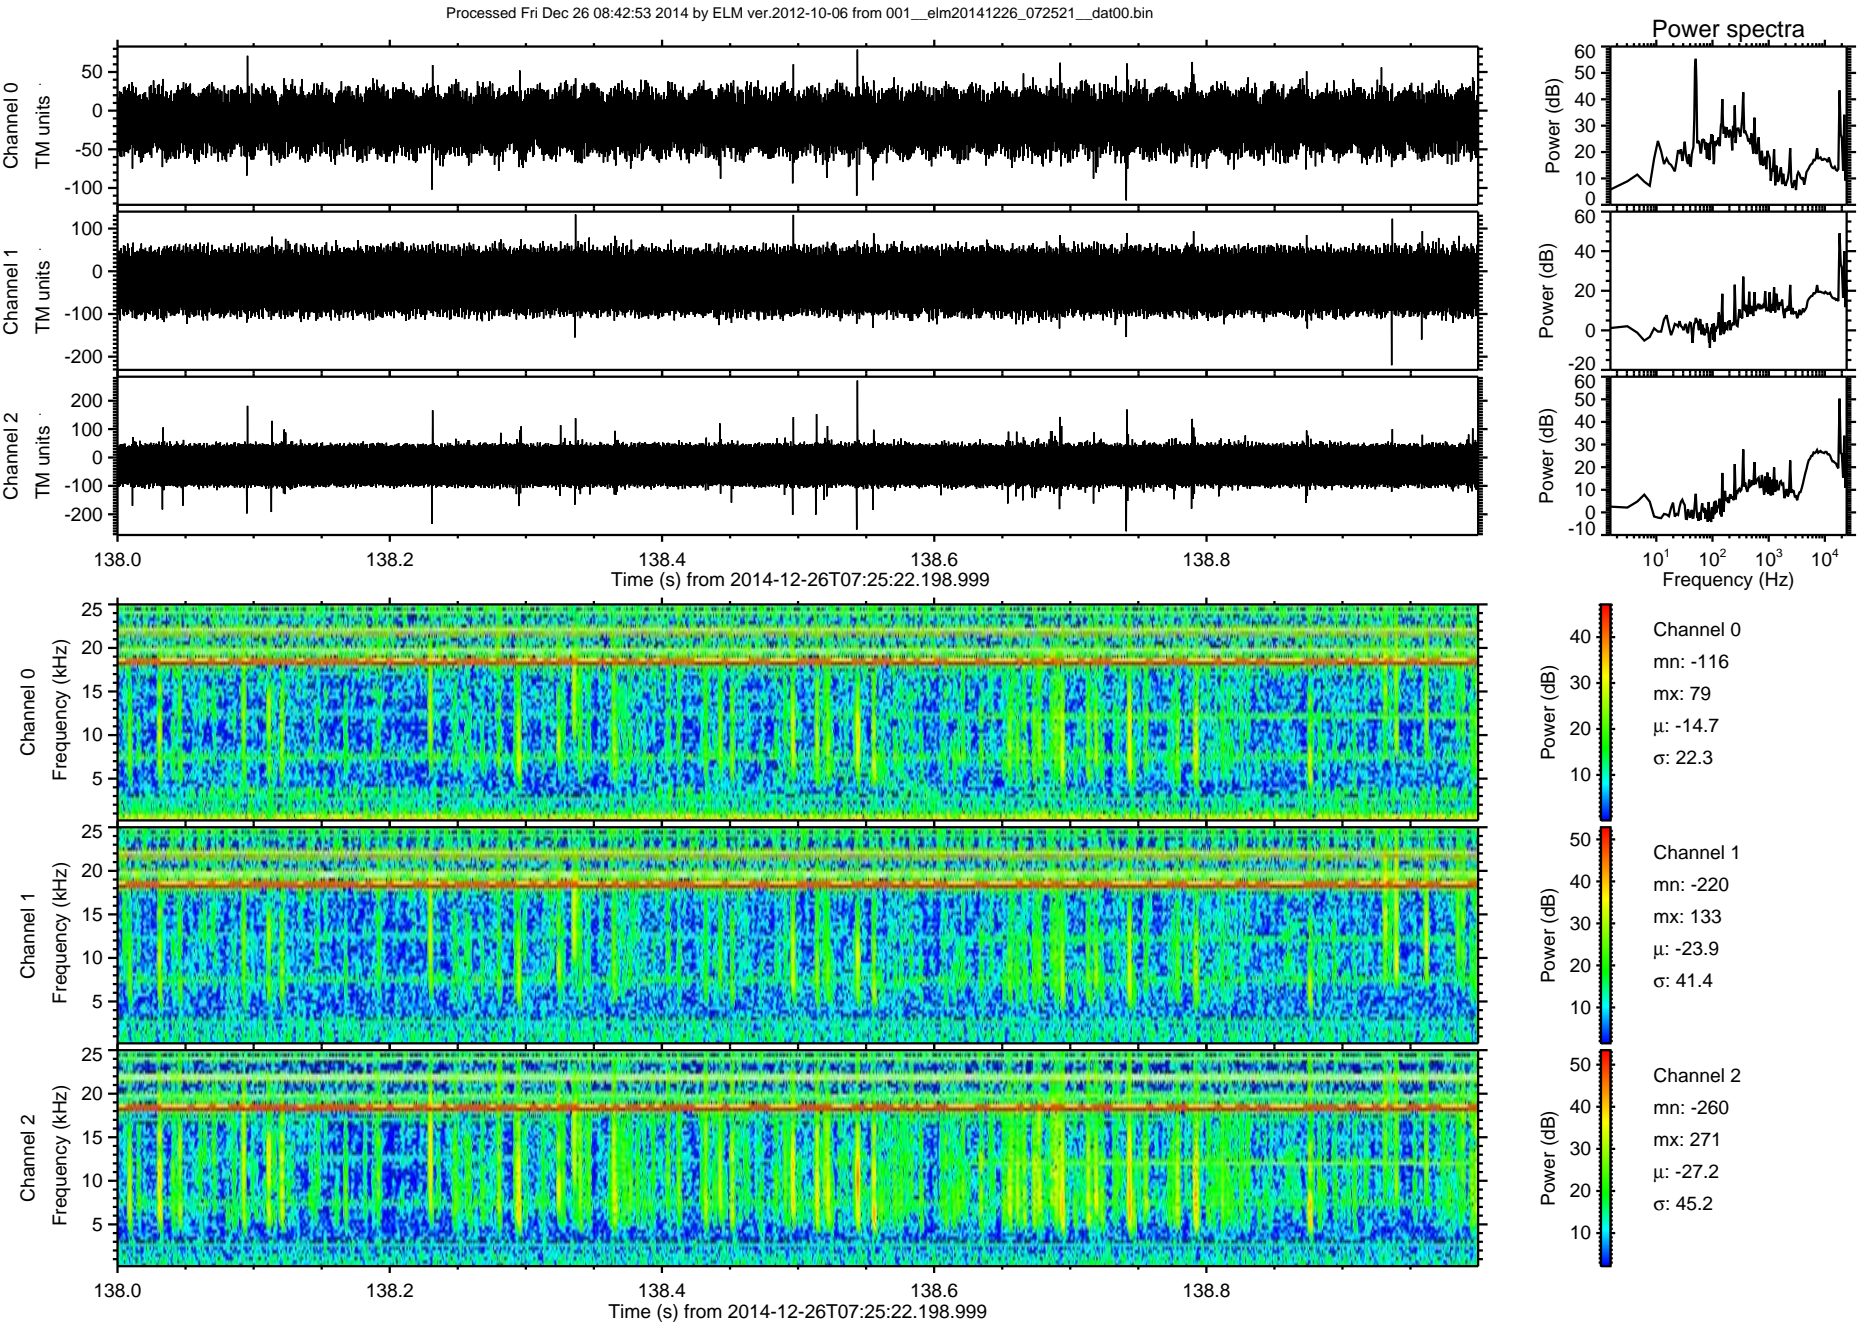 Processed Fri Dec 26 08:42:53 2014 by ELM ver.2012-10-06 from 001__elm20141226_072521__dat00.bin
Power spectra
Channel 0
TM units
50
0
-50
-100
Power (dB)
60
50
40
30
20
10
0
Channel 1
TM units
100
0
-100
-200
Power (dB)
60
40
20
0
-20
Channel 2
TM units
200
100
0
-100
-200
Power (dB)
60
50
40
30
20
10
0
-10
138.0 138.2 138.4 138.6 138.8
Time (s) from 2014-12-26T07:25:22.198.999
10¹ 10² 10³ 10⁴
Frequency (Hz)
Channel 0
Frequency (kHz)
25
20
15
10
5
Power (dB)
40
30
20
10
Channel 0
mn: -116
mx: 79
μ: -14.7
σ: 22.3
Channel 1
Frequency (kHz)
25
20
15
10
5
Power (dB)
50
40
30
20
10
Channel 1
mn: -220
mx: 133
μ: -23.9
σ: 41.4
Channel 2
Frequency (kHz)
25
20
15
10
5
Power (dB)
50
40
30
20
10
Channel 2
mn: -260
mx: 271
μ: -27.2
σ: 45.2
138.0 138.2 138.4 138.6 138.8
Time (s) from 2014-12-26T07:25:22.198.999